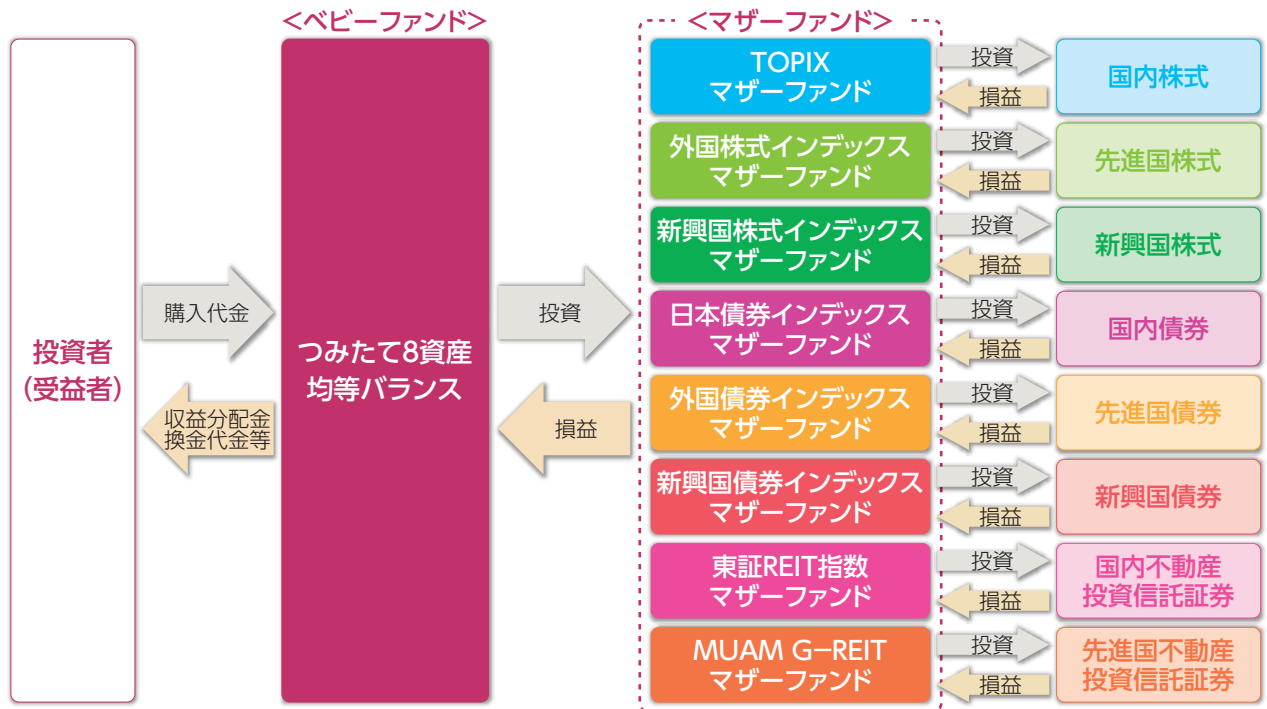 <ベビーファンド>
<マザーファンド>
投資者
(受益者)
購入代金
収益分配金
換金代金等
つみたて8資産
均等バランス
投資
損益
TOPIX
マザーファンド
投資
損益
国内株式
外国株式インデックス
マザーファンド
投資
損益
先進国株式
新興国株式インデックス
マザーファンド
投資
損益
新興国株式
日本債券インデックス
マザーファンド
投資
損益
国内債券
外国債券インデックス
マザーファンド
投資
損益
先進国債券
新興国債券インデックス
マザーファンド
投資
損益
新興国債券
東証REIT指数
マザーファンド
投資
損益
国内不動産
投資信託証券
MUAM G-REIT
マザーファンド
投資
損益
先進国不動産
投資信託証券